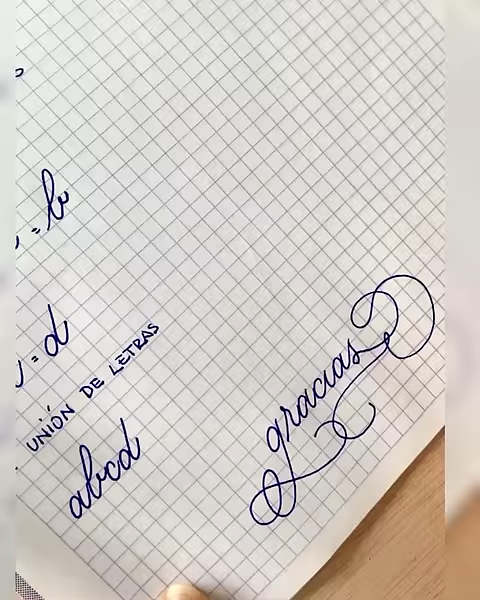 = b
= d
UNIÓN DE LETRAS
abcd
gracias